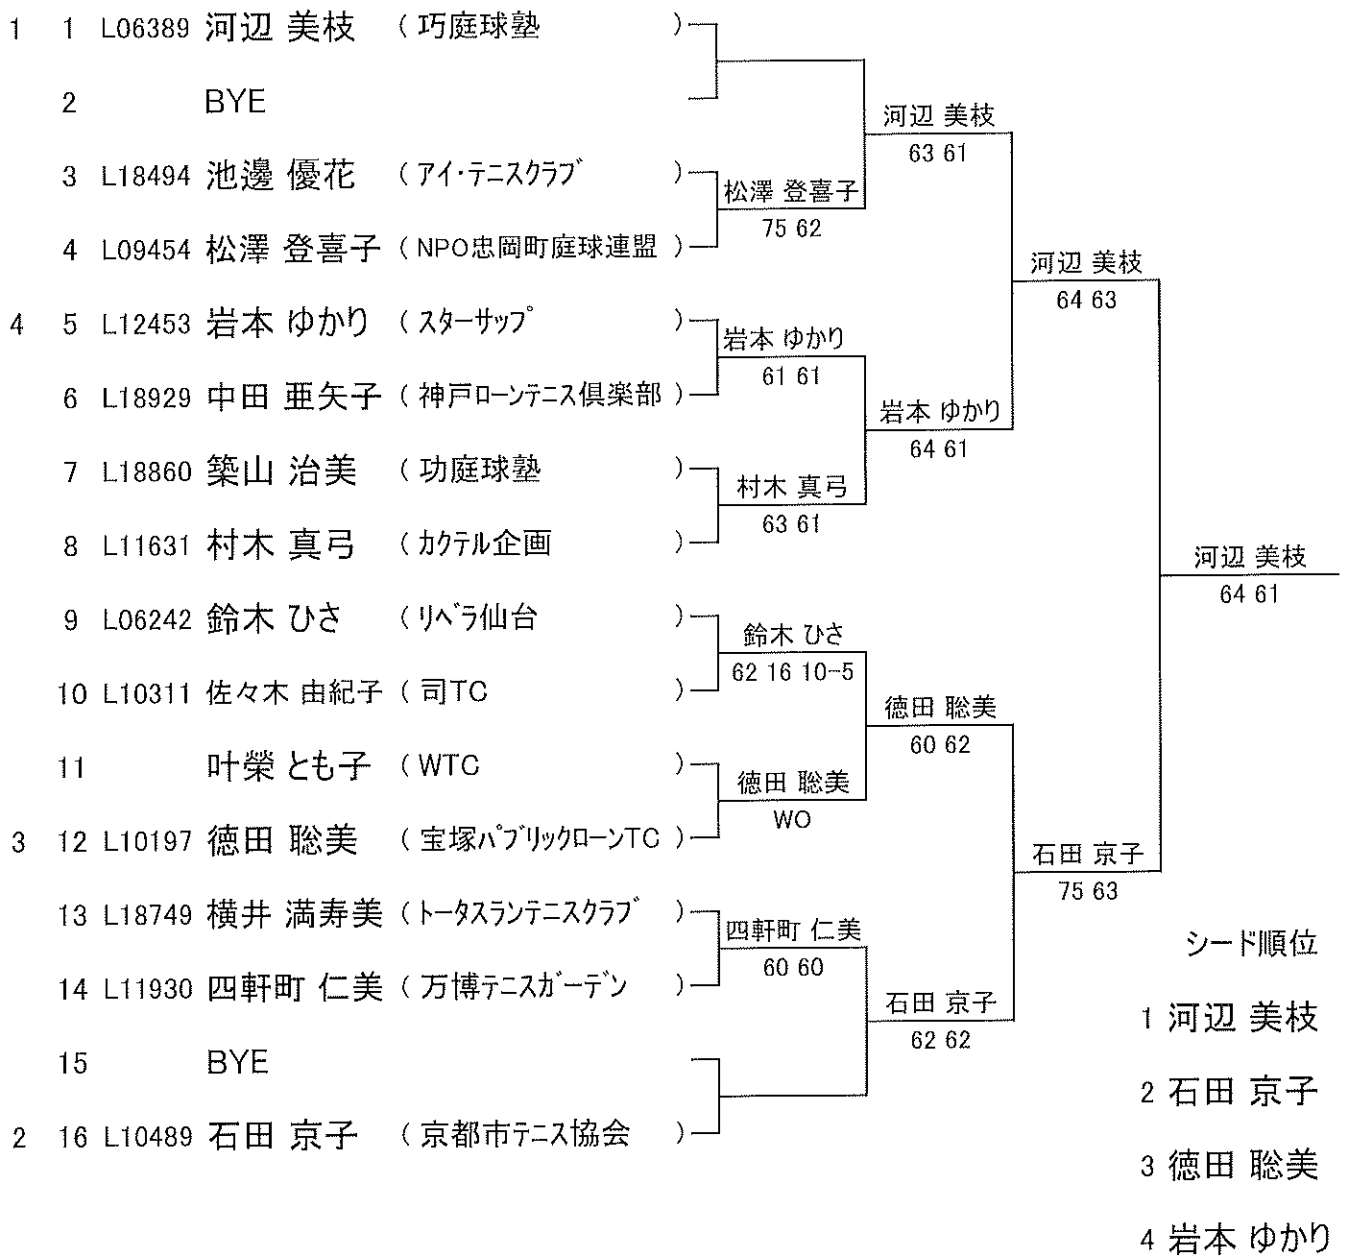 1 1 L06389 河辺 美枝 ( 巧庭球塾 )
2 BYE
河辺 美枝
63 61
3 L18494 池邊 優花 ( アイ・テニスクラブ )
松澤 登喜子
75 62
4 L09454 松澤 登喜子 ( NPO忠岡町庭球連盟 )
河辺 美枝
64 63
4 5 L12453 岩本 ゆかり ( スターサップ )
岩本 ゆかり
61 61
6 L18929 中田 亜矢子 ( 神戸ローンテニス倶楽部 )
岩本 ゆかり
64 61
7 L18860 築山 治美 ( 功庭球塾 )
村木 真弓
63 61
8 L11631 村木 真弓 ( カクテル企画 )
河辺 美枝
64 61
9 L06242 鈴木 ひさ ( リベラ仙台 )
鈴木 ひさ
62 16 10-5
10 L10311 佐々木 由紀子 ( 司TC )
徳田 聡美
60 62
11 叶榮 とも子 ( WTC )
徳田 聡美
WO
3 12 L10197 徳田 聡美 ( 宝塚パブリックローンTC )
石田 京子
75 63
13 L18749 横井 満寿美 ( トータスランテニスクラブ )
四軒町 仁美
60 60
14 L11930 四軒町 仁美 ( 万博テニスガーデン )
石田 京子
62 62
15 BYE
2 16 L10489 石田 京子 ( 京都市テニス協会 )
シード順位
1 河辺 美枝
2 石田 京子
3 徳田 聡美
4 岩本 ゆかり